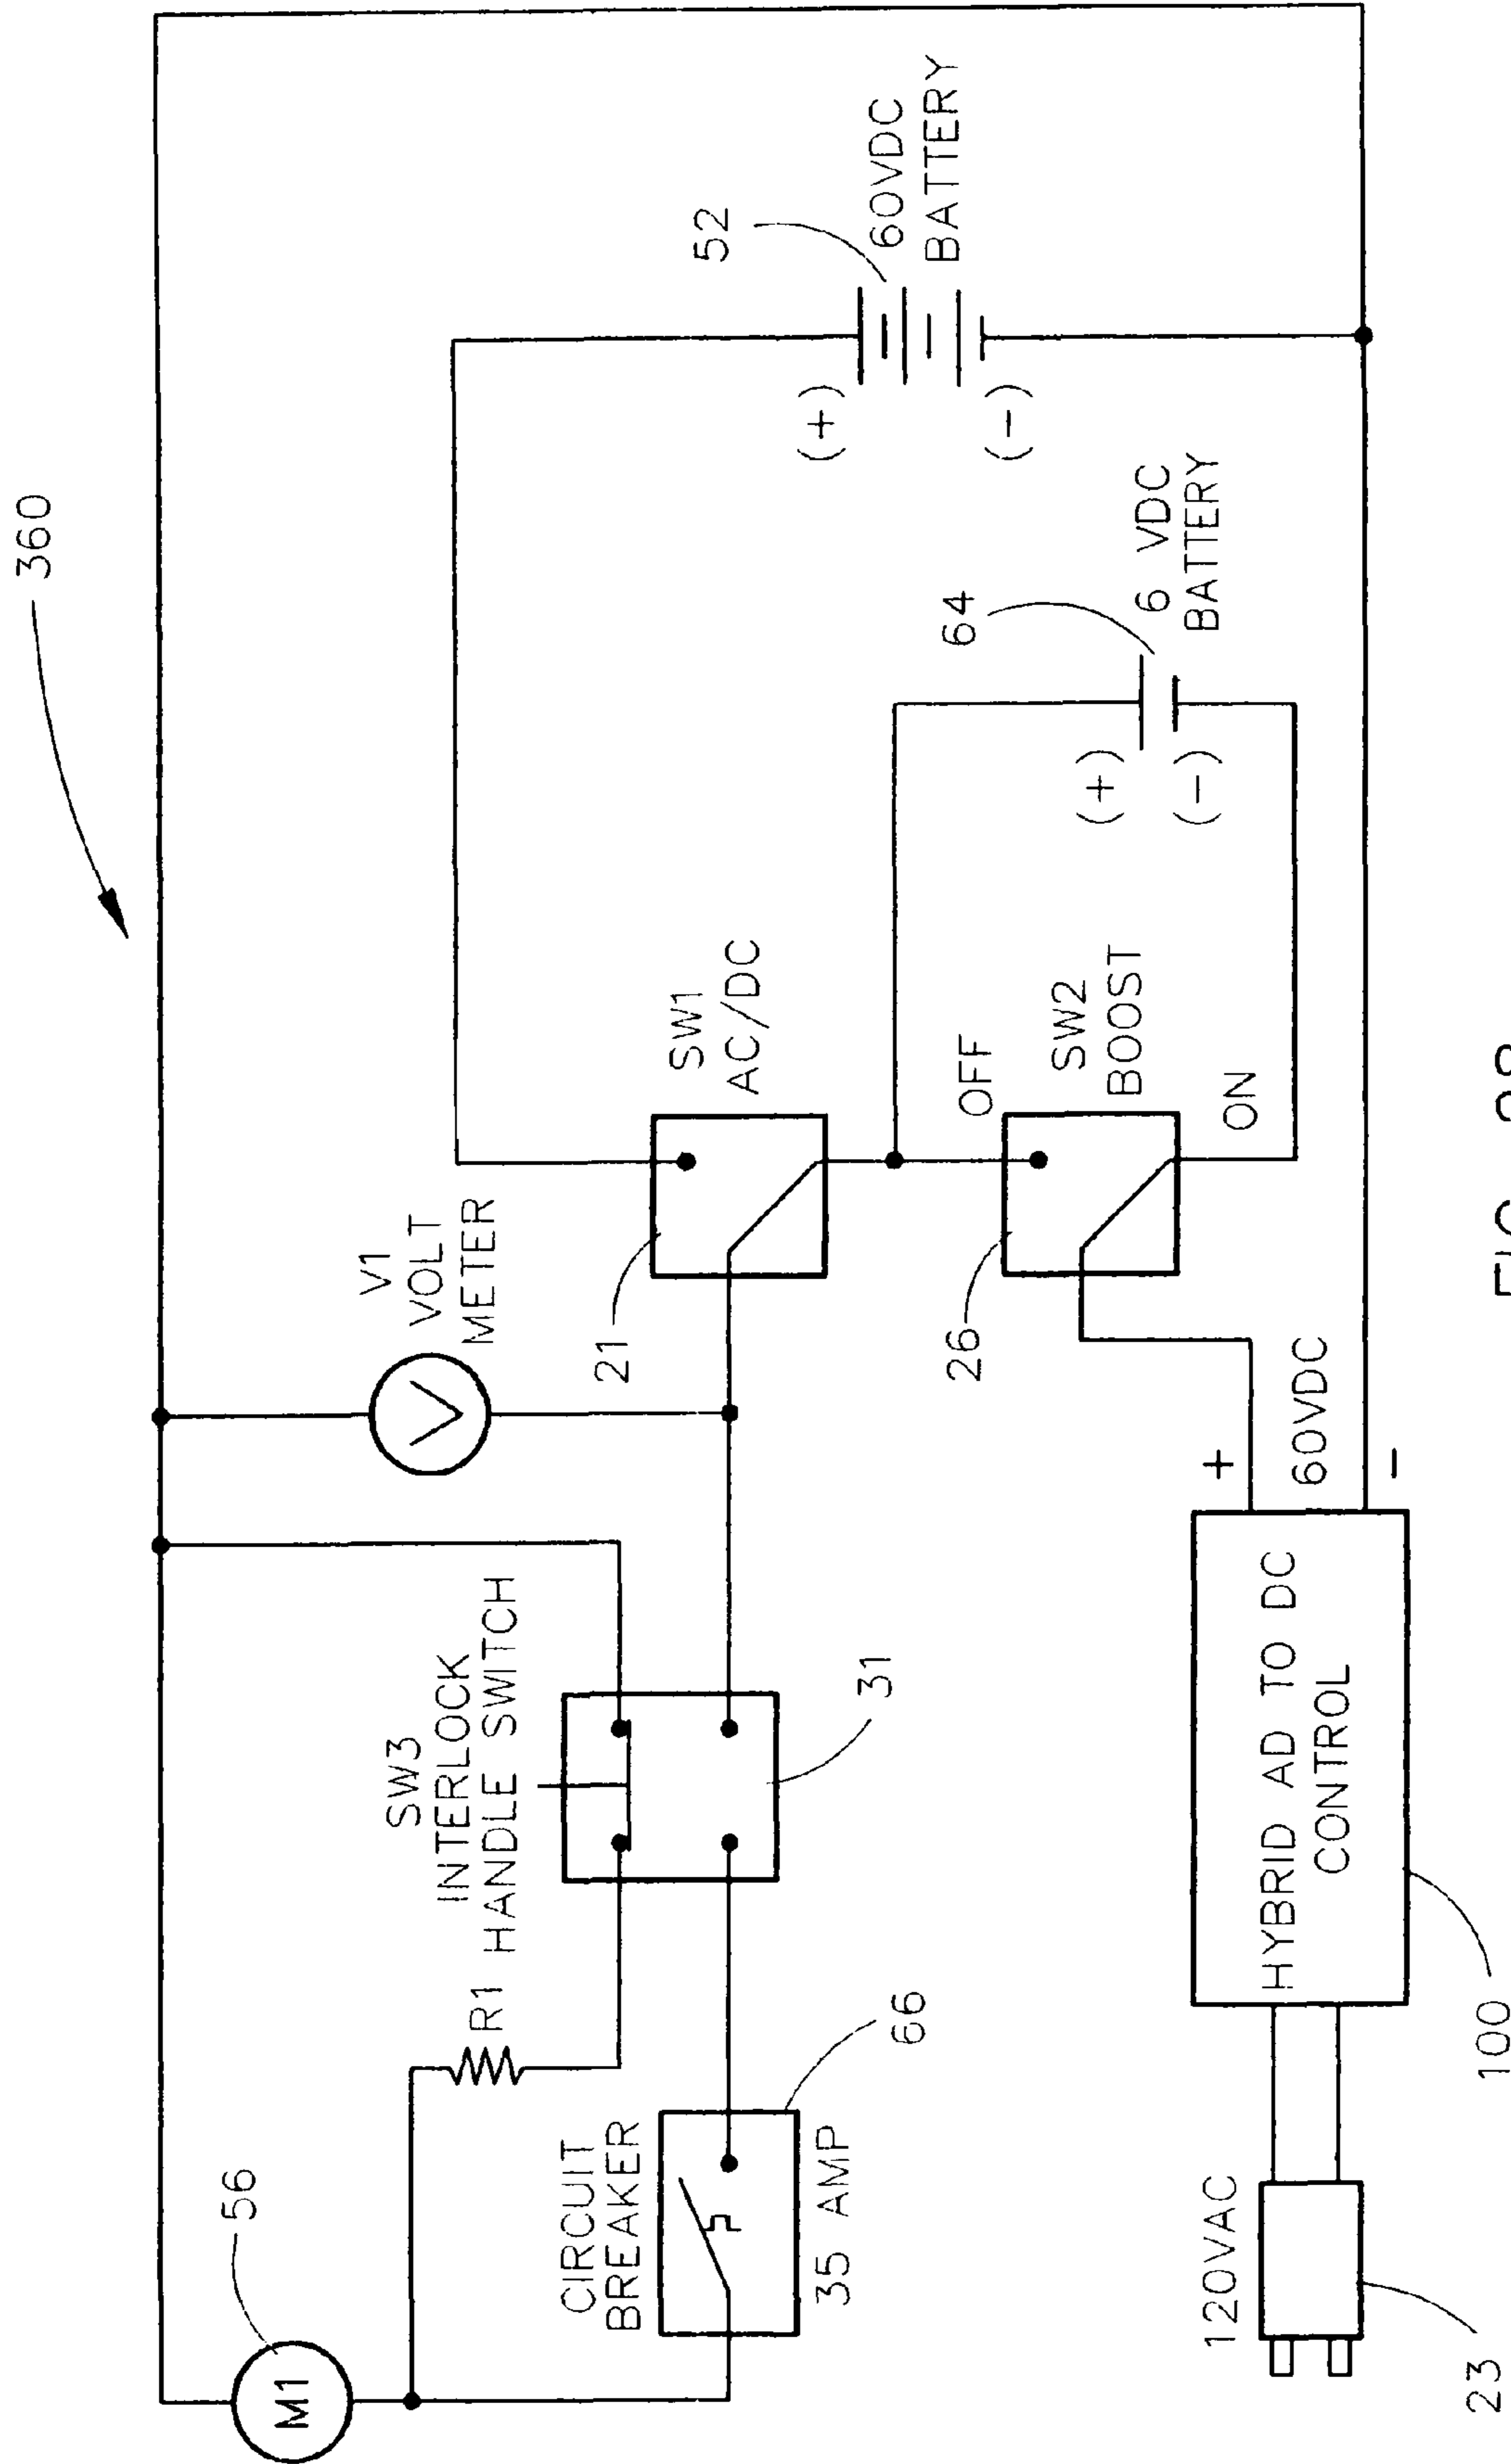 360
56
M1
V1
VOLT
METER
SW3
INTERLOCK
HANDLE SWITCH
R1
CIRCUIT
BREAKER
35 AMP
66
31
21
SW1
AC/DC
52
60VDC
BATTERY
(+)
(-)
64
6 VDC
BATTERY
(+)
(-)
26
OFF
SW2
BOOST
ON
120VAC
23
HYBRID AD TO DC
CONTROL
100
+
60VDC
-
FIG